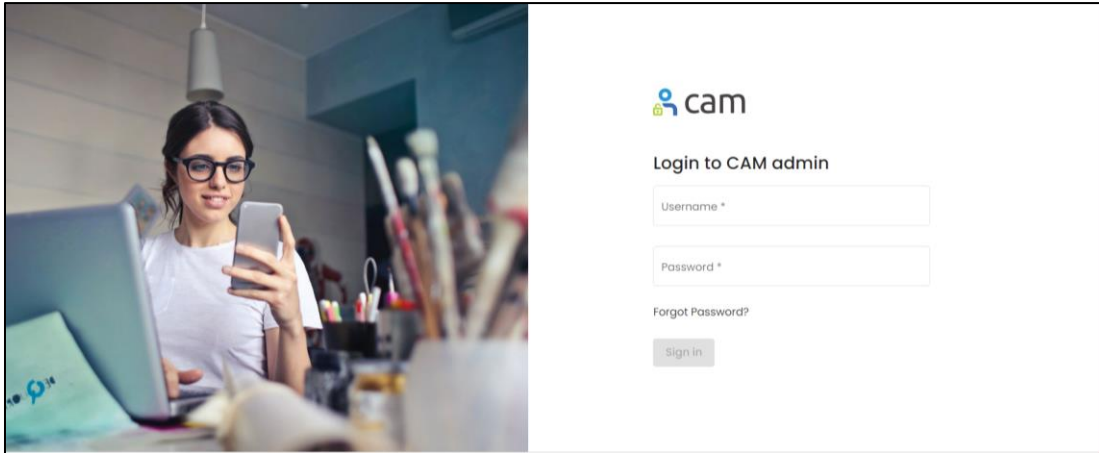 cam
Login to CAM admin
Username *
Password *
Forgot Password?
Sign in